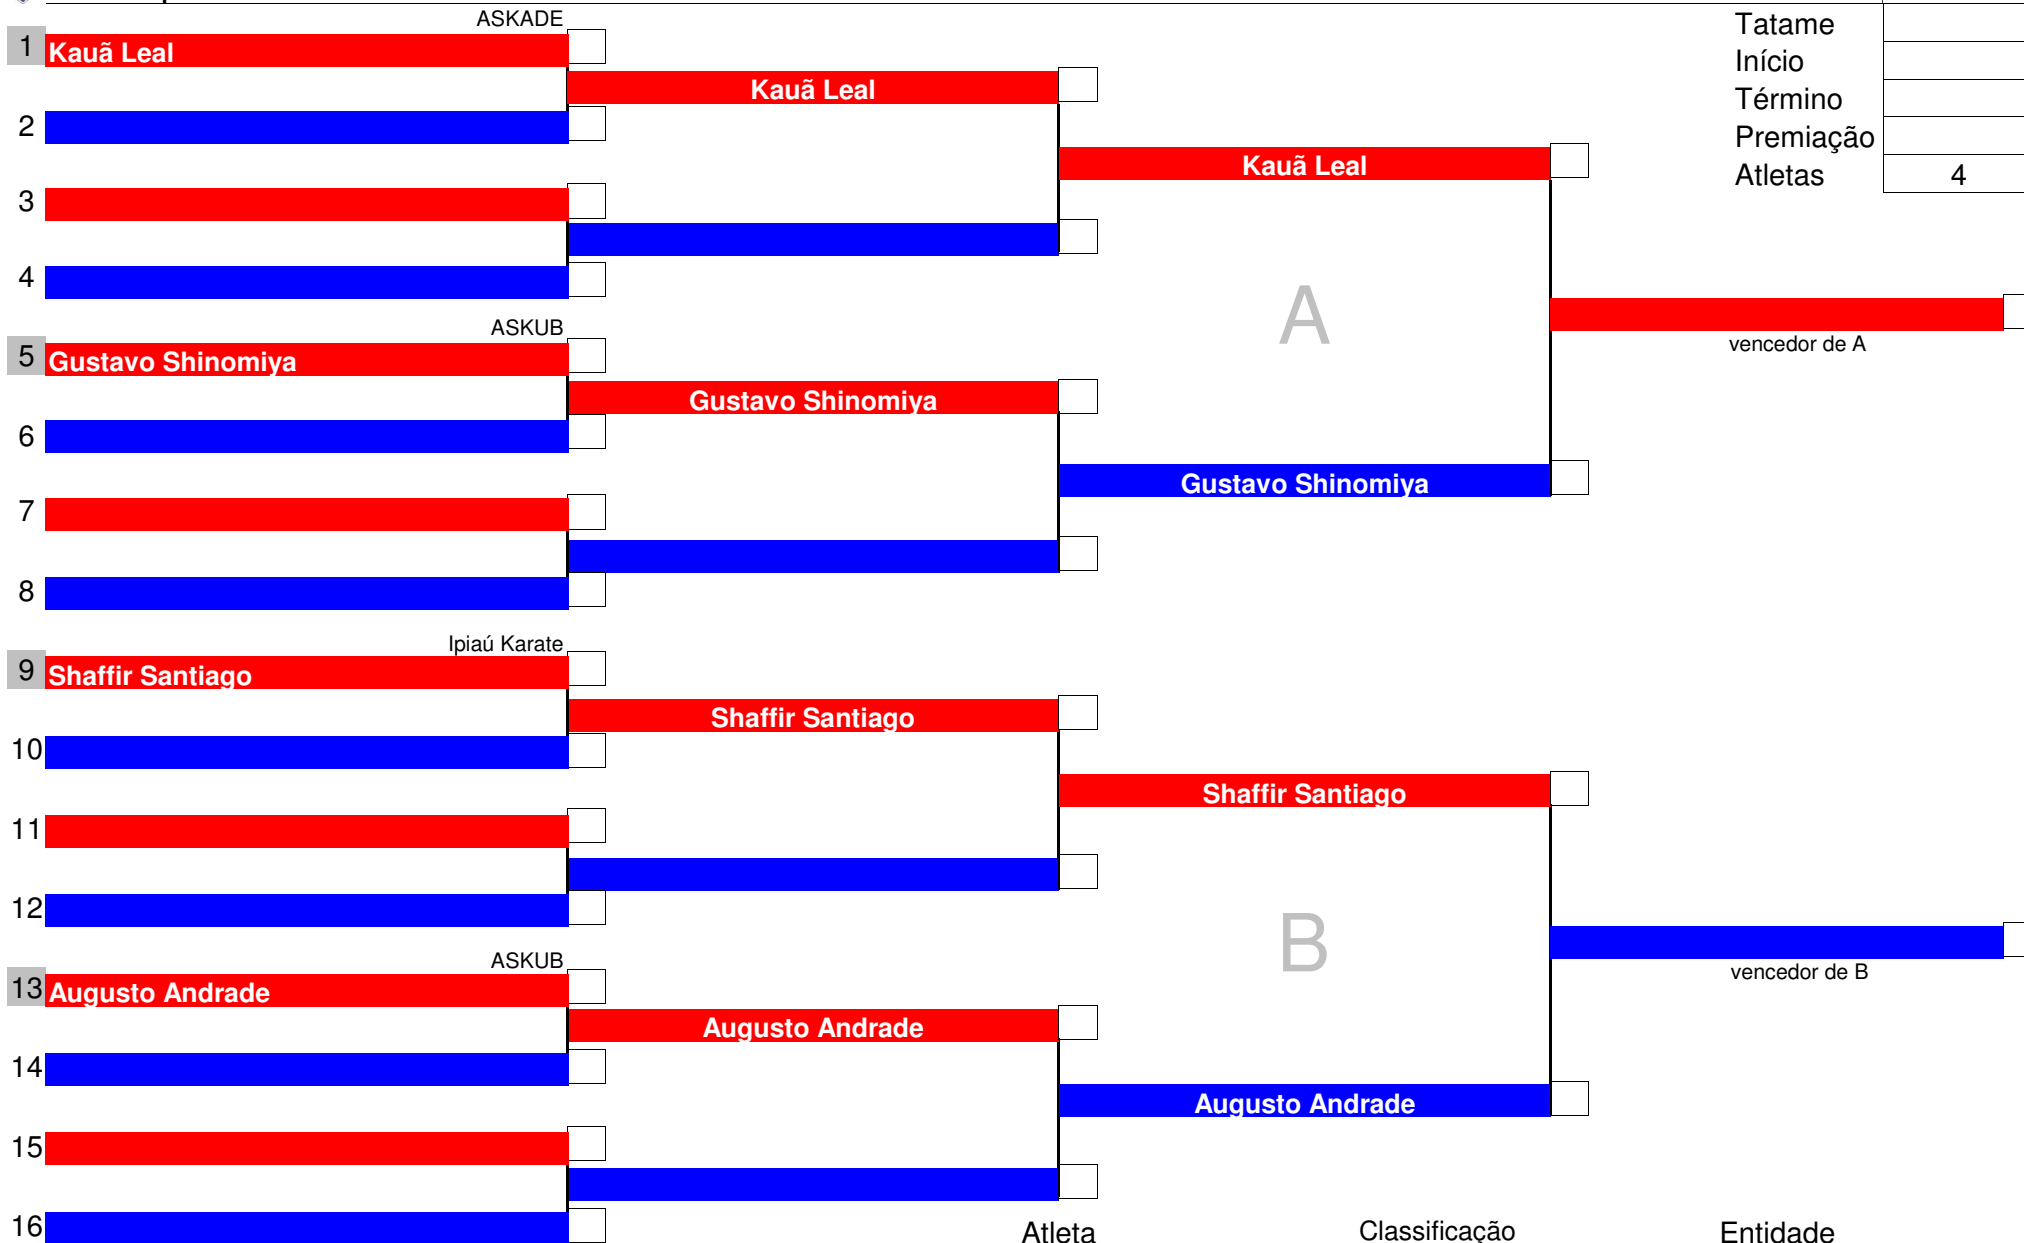 ASKADE
Tatame
1 Kauã Leal
Início
Kauã Leal
Término
2
Premiação
Kauã Leal
Atletas 4
3
4
A
ASKUB
vencedor de A
5 Gustavo Shinomiya
Gustavo Shinomiya
6
Gustavo Shinomiya
7
8
Ipiaú Karate
9 Shaffir Santiago
Shaffir Santiago
10
Shaffir Santiago
11
12
B
ASKUB
vencedor de B
13 Augusto Andrade
Augusto Andrade
14
Augusto Andrade
15
16
Atleta Classificação Entidade